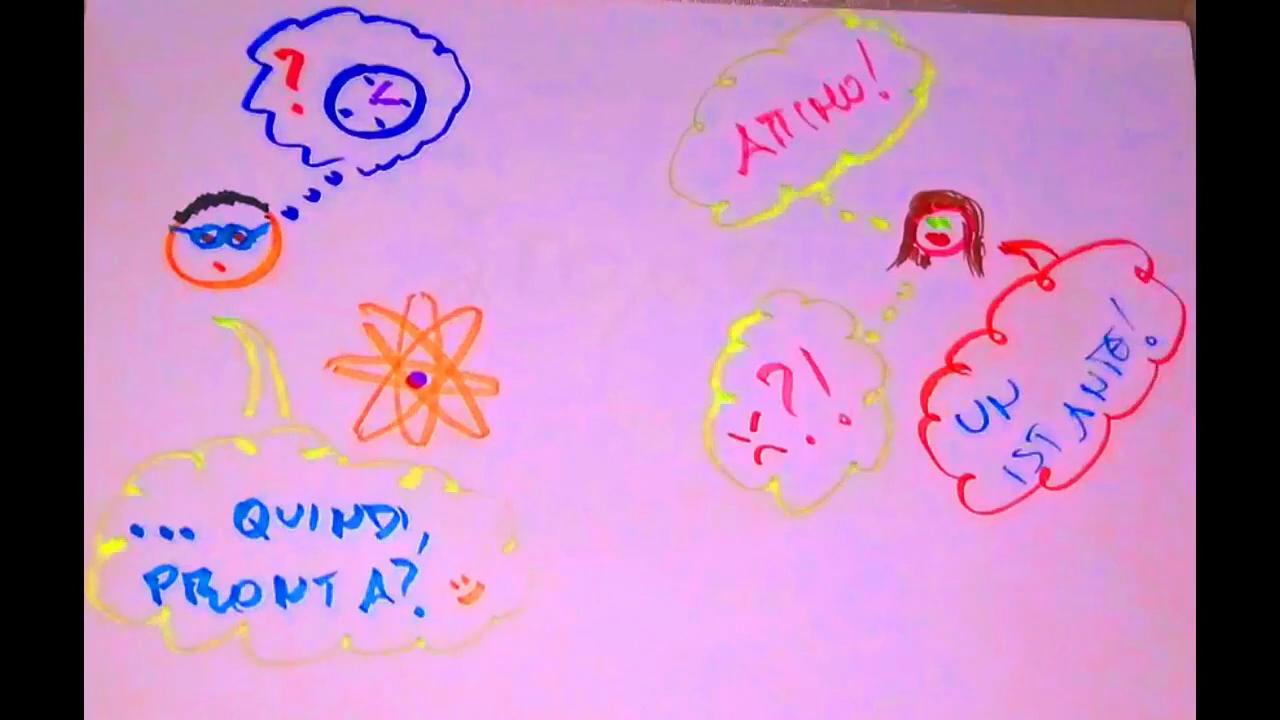 ?
ATTIMO!
?!
UN
ISTANTE!
... QUINDI,
PRONTA?